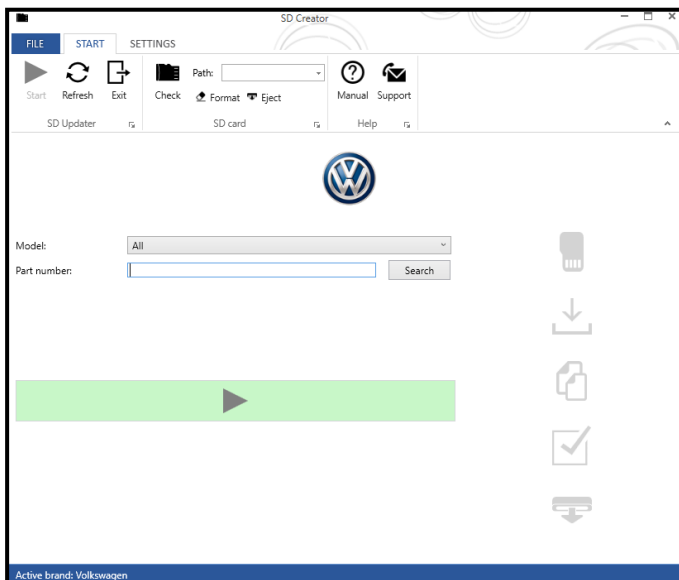 SD Creator
FILE START SETTINGS
Start Refresh Exit Check Path: Format Eject Manual Support
SD Updater SD card Help
Model: All
Part number: Search
Active brand: Volkswagen